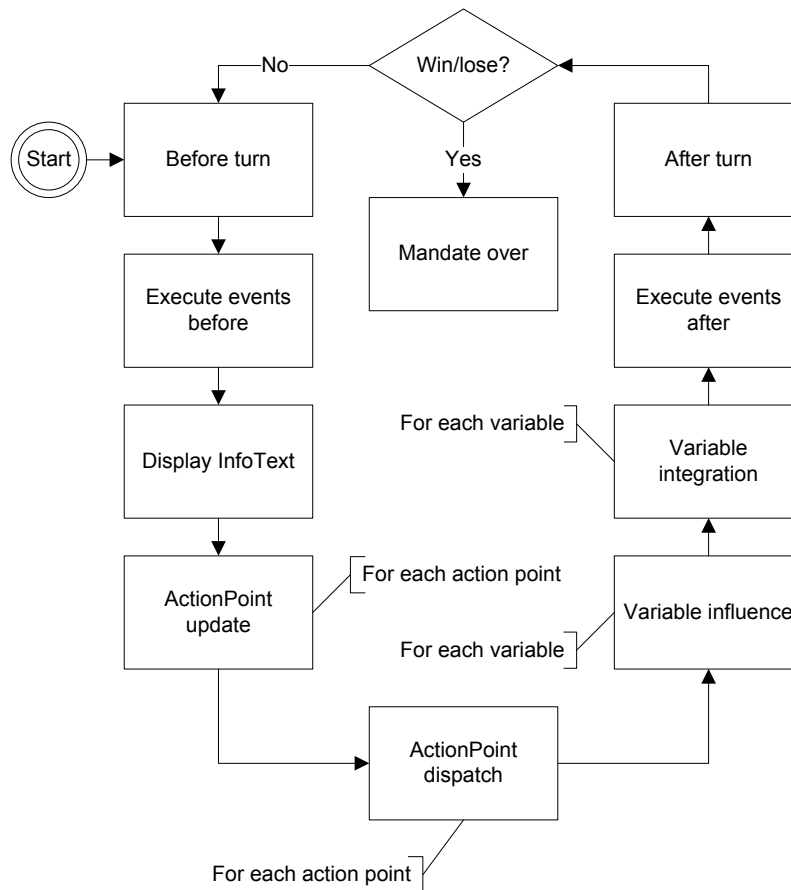 Win/lose?
No
Yes
Start
Before turn
After turn
Mandate over
Execute events
before
Execute events
after
For each variable
Display InfoText
Variable
integration
For each action point
ActionPoint
update
Variable influence
For each variable
ActionPoint
dispatch
For each action point